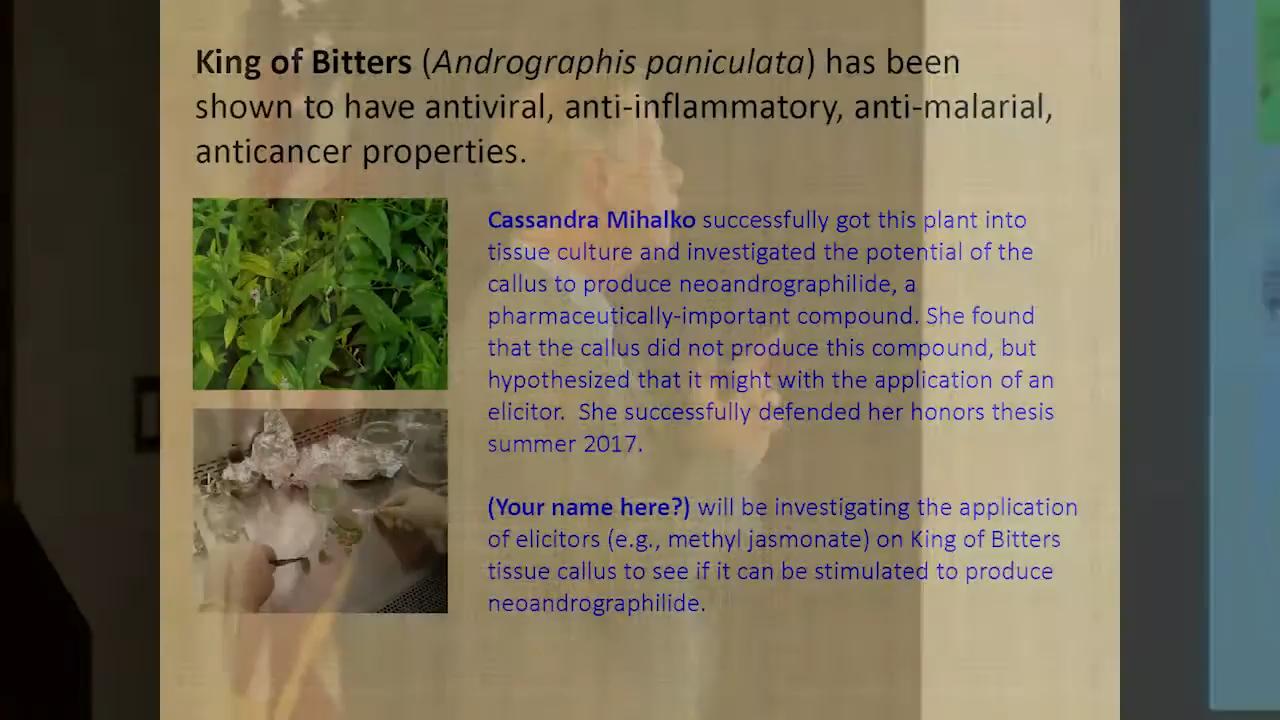 King of Bitters (Andrographis paniculata) has been
shown to have antiviral, anti-inflammatory, anti-malarial,
anticancer properties.
Cassandra Mihalko successfully got this plant into
tissue culture and investigated the potential of the
callus to produce neoandrographilide, a
pharmaceutically-important compound. She found
that the callus did not produce this compound, but
hypothesized that it might with the application of an
elicitor. She successfully defended her honors thesis
summer 2017.
(Your name here?) will be investigating the application
of elicitors (e.g., methyl jasmonate) on King of Bitters
tissue callus to see if it can be stimulated to produce
neoandrographilide.